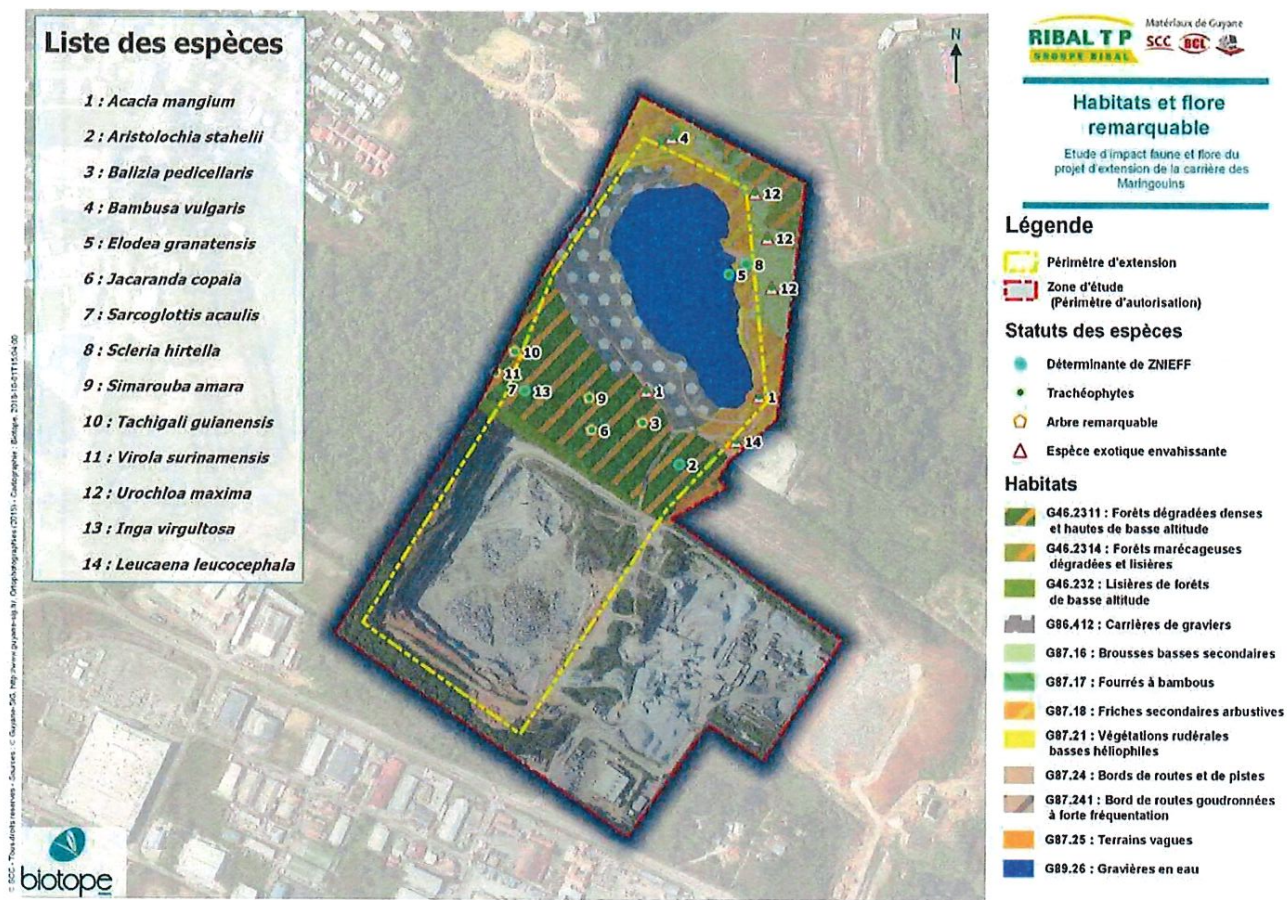 Liste des espèces
1 : Acacia mangium
2 : Aristolochia stahelii
3 : Balizia pedicellaris
4 : Bambusa vulgaris
5 : Elodea granatensis
6 : Jacaranda copaia
7 : Sarcoglottis acaulis
8 : Scleria hirtella
9 : Simarouba amara
10 : Tachigali guianensis
11 : Virola surinamensis
12 : Urochloa maxima
13 : Inga virgultosa
14 : Leucaena leucocephala
N
4
12
12
8
5
12
10
11
7
13
9
1
1
6
3
14
2
biotope
RIBAL T P
GROUPE RIBAL
Matériaux de Guyane
SCC
BCL
Habitats et flore
remarquable
Etude d'impact faune et flore du
projet d'extension de la carrière des
Maringouins
Légende
Périmètre d'extension
Zone d'étude
(Périmètre d'autorisation)
Statuts des espèces
Déterminante de ZNIEFF
Trachéophytes
Arbre remarquable
Espèce exotique envahissante
Habitats
G46.2311 : Forêts dégradées denses
et hautes de basse altitude
G46.2314 : Forêts marécageuses
dégradées et lisières
G46.232 : Lisières de forêts
de basse altitude
G86.412 : Carrières de graviers
G87.16 : Brousses basses secondaires
G87.17 : Fourrés à bambous
G87.18 : Friches secondaires arbustives
G87.21 : Végétations rudérales
basses héliophiles
G87.24 : Bords de routes et de pistes
G87.241 : Bord de routes goudronnées
à forte fréquentation
G87.25 : Terrains vagues
G89.26 : Gravières en eau